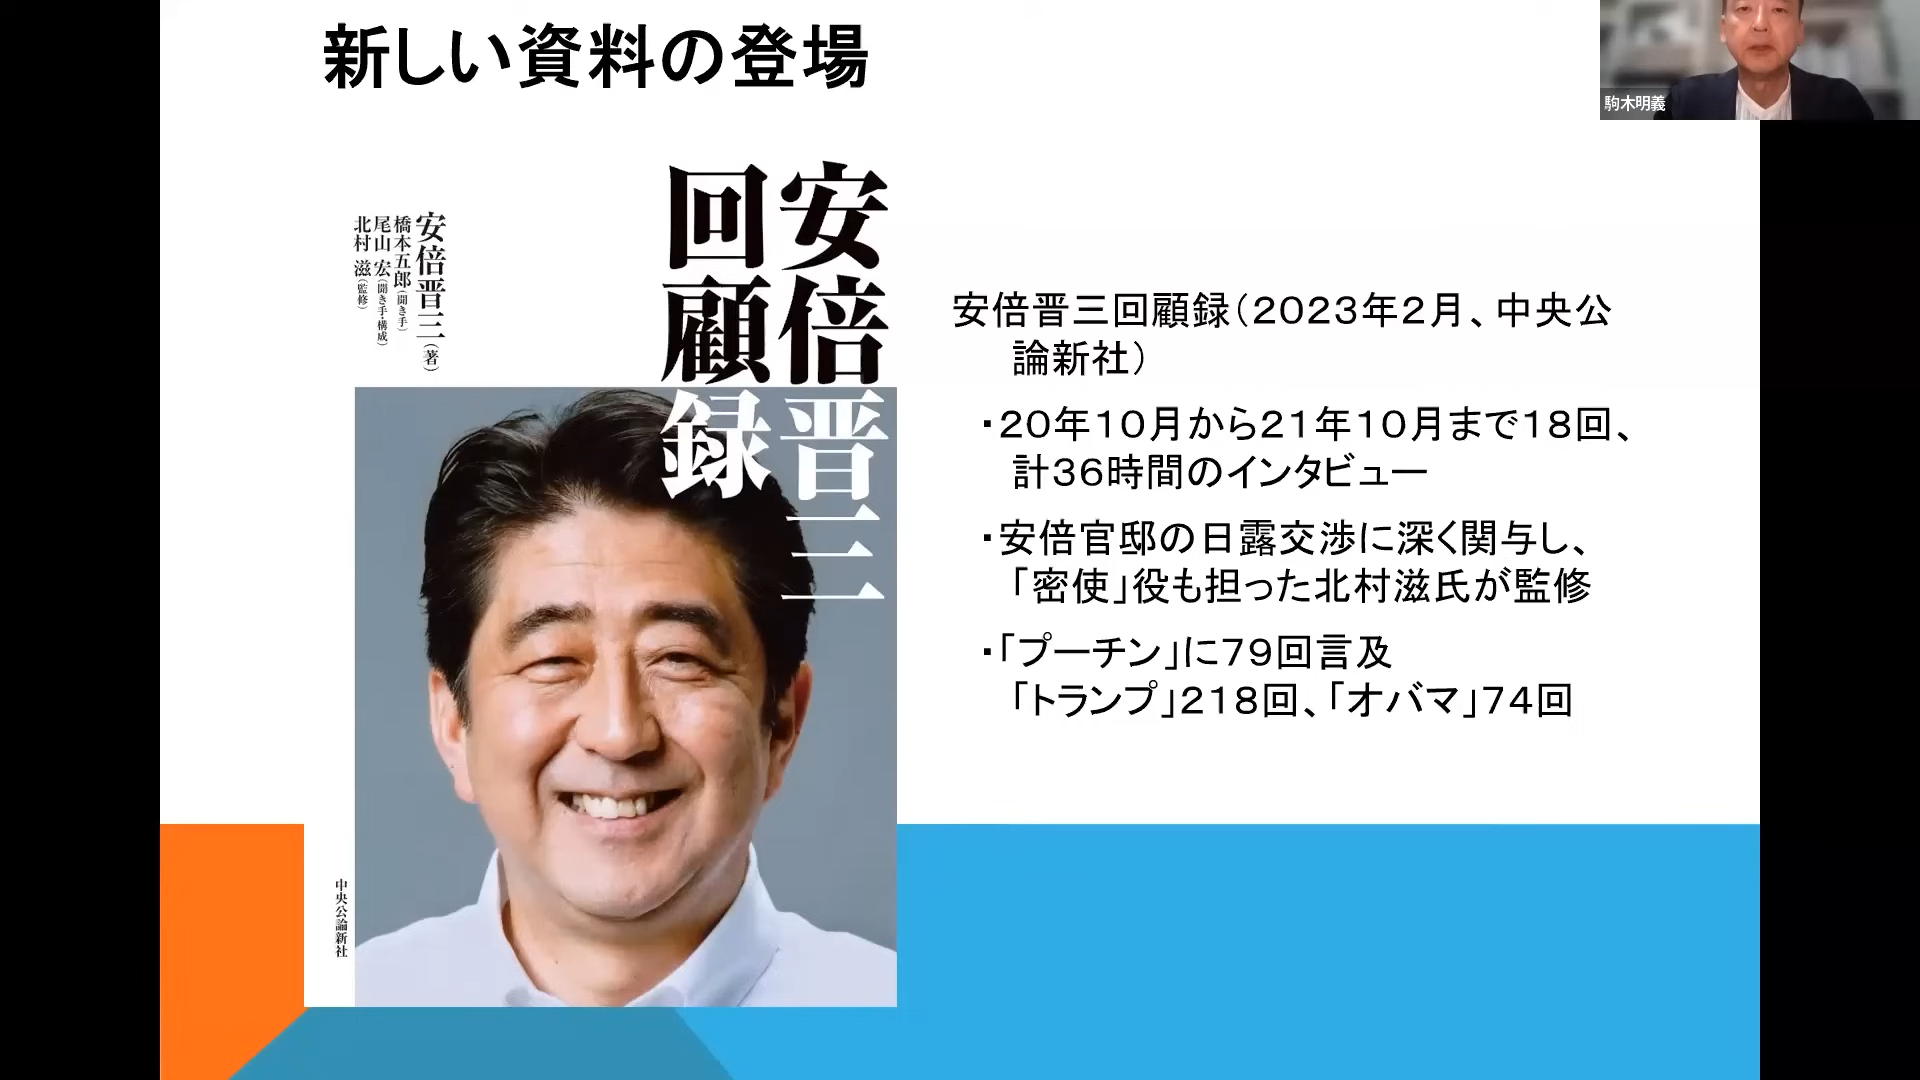 新しい資料の登場
駒木明義
安倍晋三
回顧録
安倍晋三(著)
橋本五郎(聞き手)
尾山 宏(聞き手・構成)
北村 滋(監修)
中央公論新社
安倍晋三回顧録（２０２３年２月、中央公
論新社）
・２０年１０月から２１年１０月まで１８回、
計３６時間のインタビュー
・安倍官邸の日露交渉に深く関与し、
「密使」役も担った北村滋氏が監修
・「プーチン」に７９回言及
「トランプ」２１８回、「オバマ」７４回